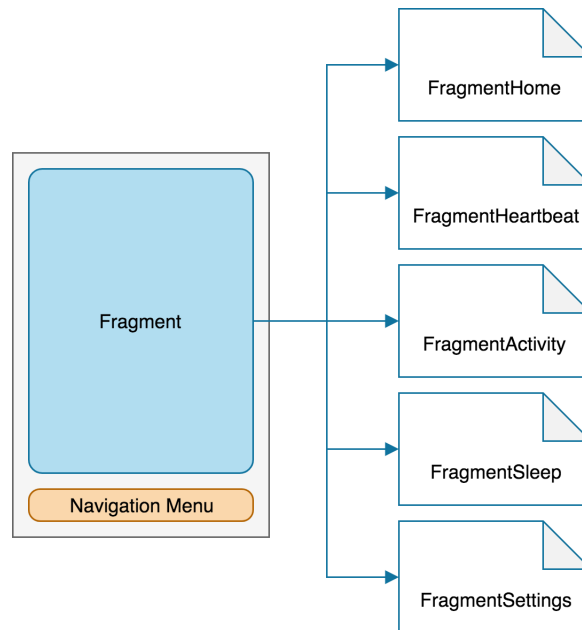 FragmentHome
FragmentHeartbeat
Fragment
FragmentActivity
FragmentSleep
Navigation Menu
FragmentSettings